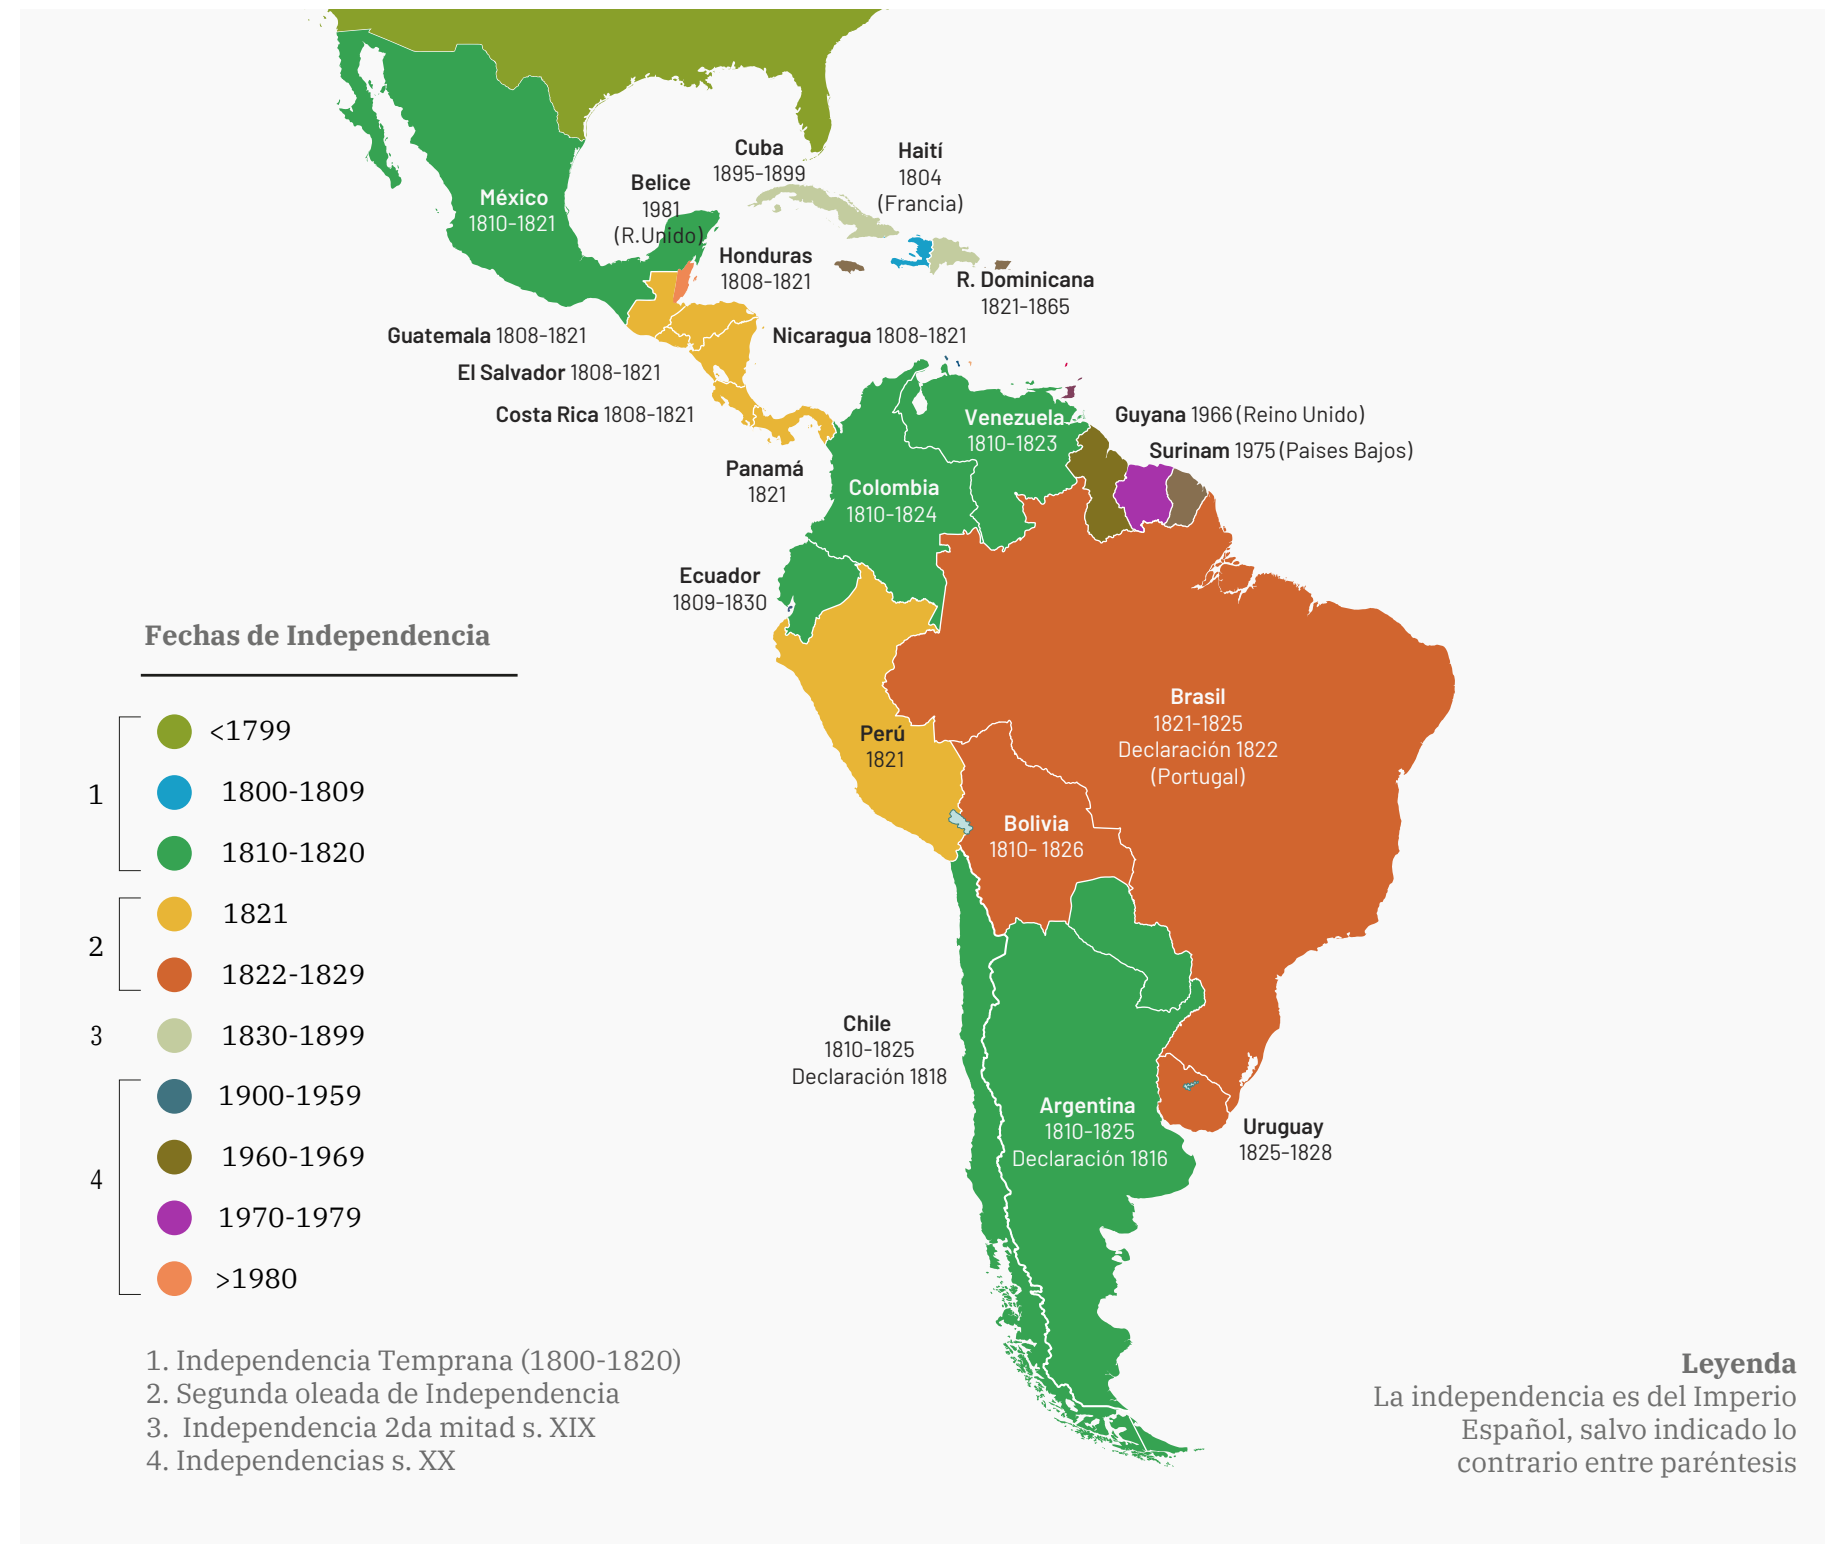 Cuba
1895-1899
Haití
1804
(Francia)
Belice
1981
(R.Unido)
México
1810-1821
Honduras
1808-1821
R. Dominicana
1821-1865
Guatemala 1808-1821
Nicaragua 1808-1821
El Salvador 1808-1821
Costa Rica 1808-1821
Venezuela
1810-1823
Guyana 1966 (Reino Unido)
Surinam 1975 (Paises Bajos)
Panamá
1821
Colombia
1810-1824
Ecuador
1809-1830
Perú
1821
Brasil
1821-1825
Declaración 1822
(Portugal)
Bolivia
1810- 1826
Chile
1810-1825
Declaración 1818
Argentina
1810-1825
Declaración 1816
Uruguay
1825-1828
Fechas de Independencia
<1799
1800-1809
1810-1820
1
1821
1822-1829
2
3
1830-1899
1900-1959
1960-1969
4
1970-1979
>1980
1. Independencia Temprana (1800-1820)
2. Segunda oleada de Independencia
3. Independencia 2da mitad s. XIX
4. Independencias s. XX
Leyenda
La independencia es del Imperio
Español, salvo indicado lo
contrario entre paréntesis